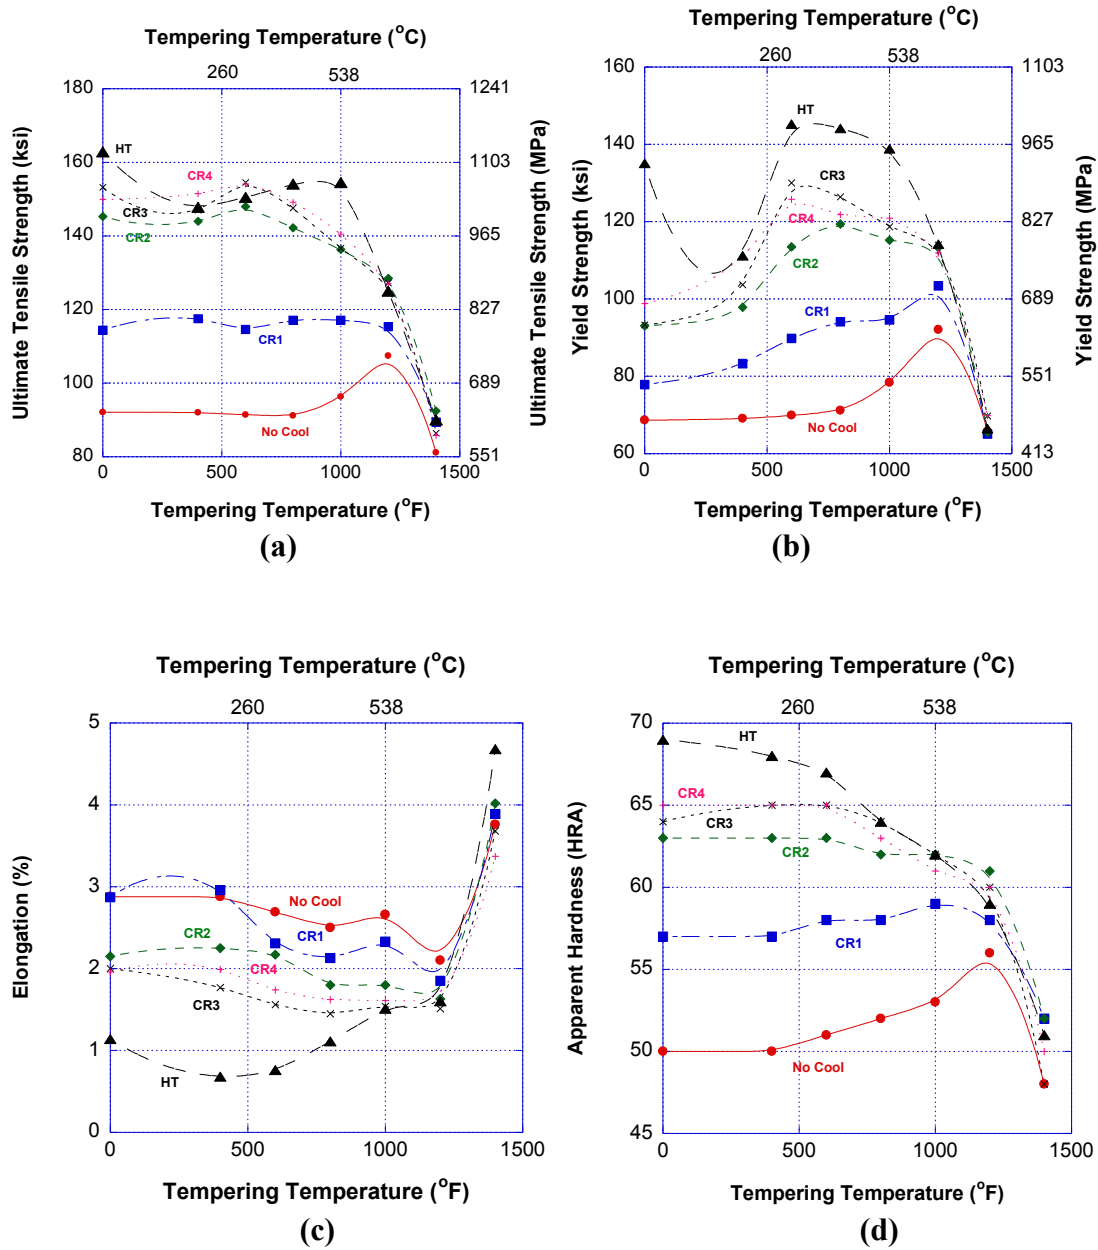 Tempering Temperature (°C)
260 538
Ultimate Tensile Strength (ksi)
180
160
140
120
100
80
1241
1103
965
827
689
551
Ultimate Tensile Strength (MPa)
HT
CR4
CR3
CR2
CR1
No Cool
0 500 1000 1500
Tempering Temperature (°F)
(a)
Tempering Temperature (°C)
260 538
Yield Strength (ksi)
160
140
120
100
80
60
1103
965
827
689
551
413
Yield Strength (MPa)
HT
CR3
CR4
CR2
CR1
No Cool
0 500 1000 1500
Tempering Temperature (°F)
(b)
Tempering Temperature (°C)
260 538
Elongation (%)
5
4
3
2
1
0
No Cool
CR2
CR1
CR4
CR3
HT
0 500 1000 1500
Tempering Temperature (°F)
(c)
Tempering Temperature (°C)
260 538
Apparent Hardness (HRA)
70
65
60
55
50
45
HT
CR4
CR3
CR2
CR1
No Cool
0 500 1000 1500
Tempering Temperature (°F)
(d)